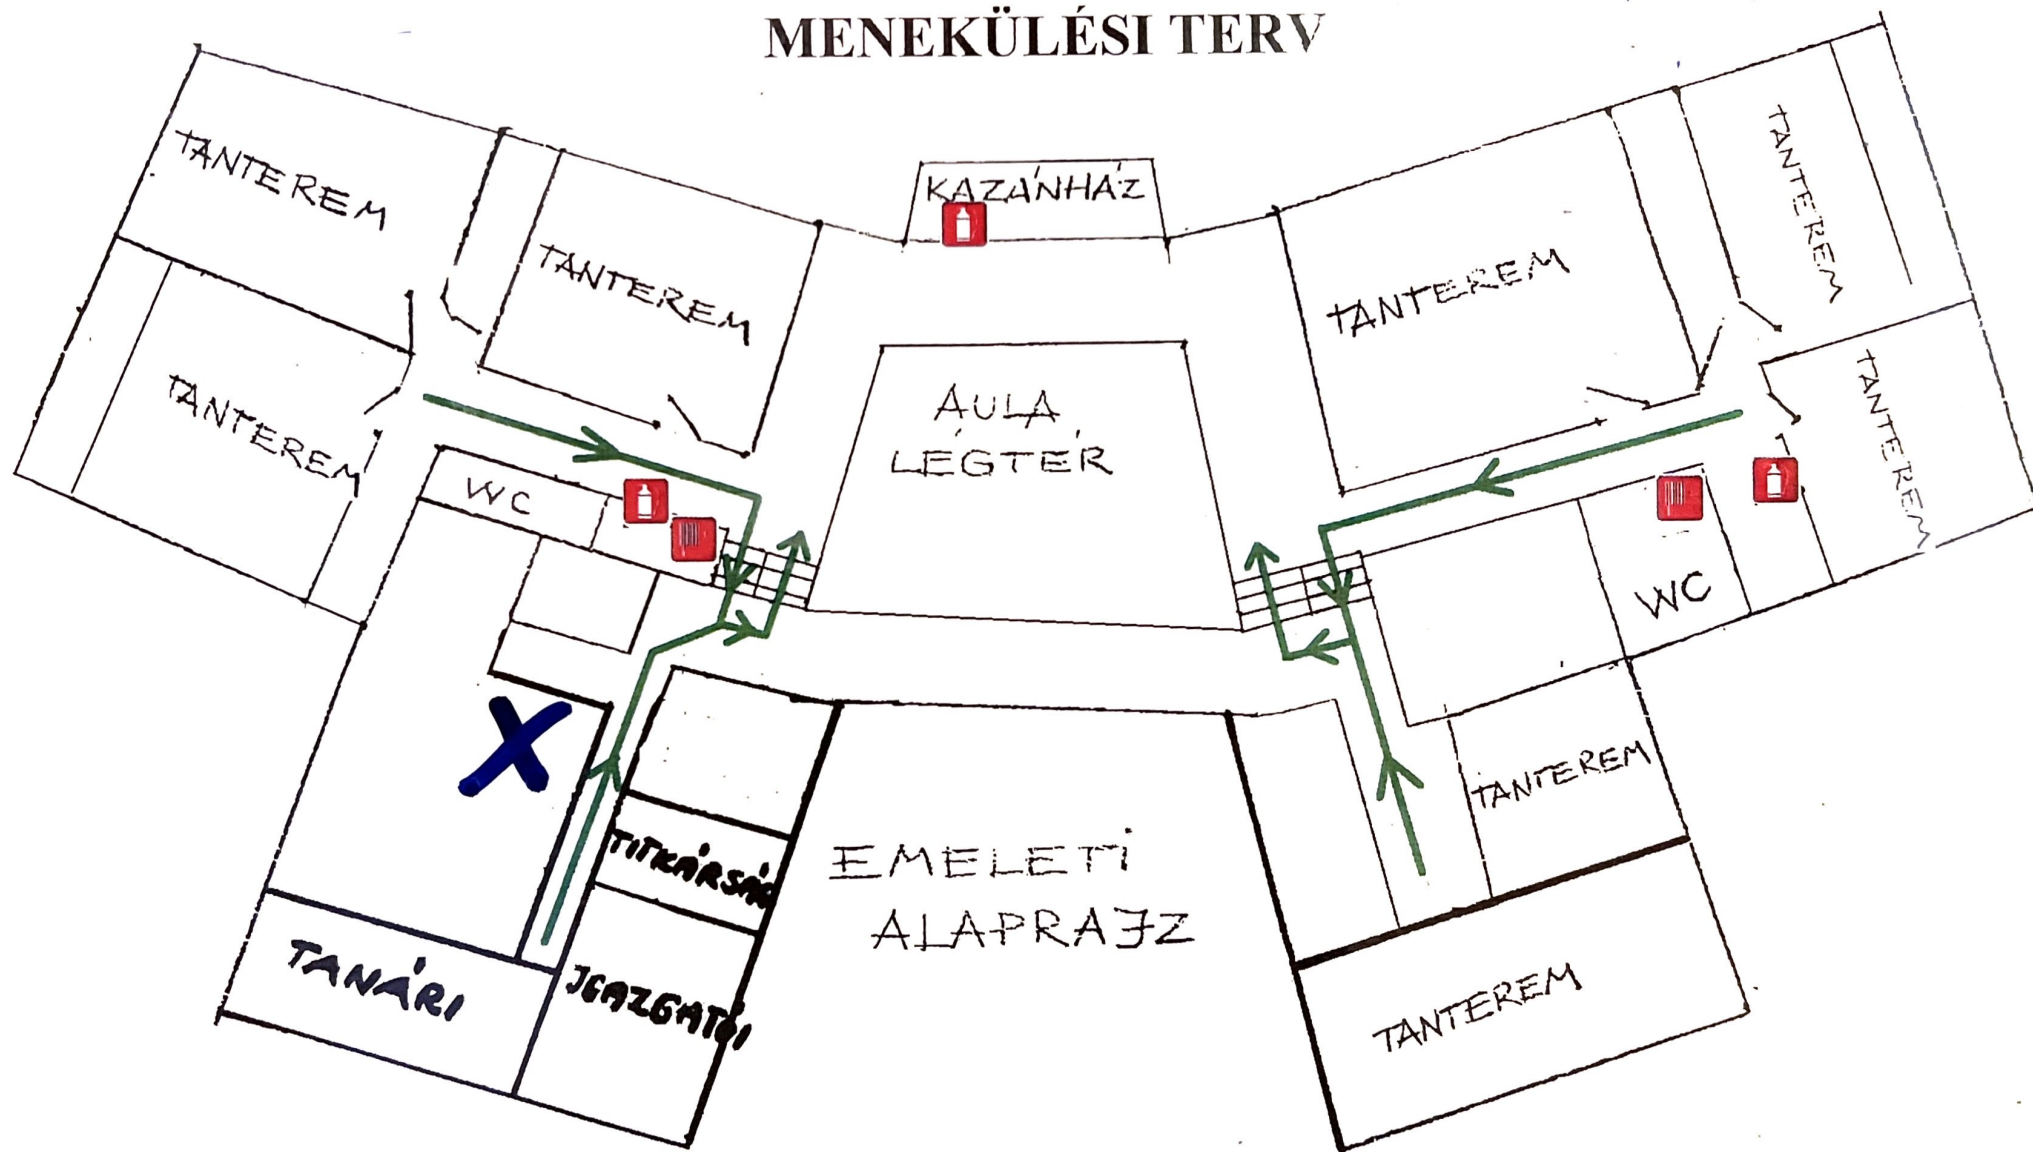 MENEKÜLÉSI TERV
TANTEREM
TANTEREM
TANTEREM
WC
KAZÁNHÁZ
AULA
LÉGTÉR
TANTEREM
TANTEREM
TANTEREM
WC
TANTEREM
TANTEREM
X
TITKÁRSÁG
TANÁRI
IGAZGATÓI
EMELETI
ALAPRAJZ